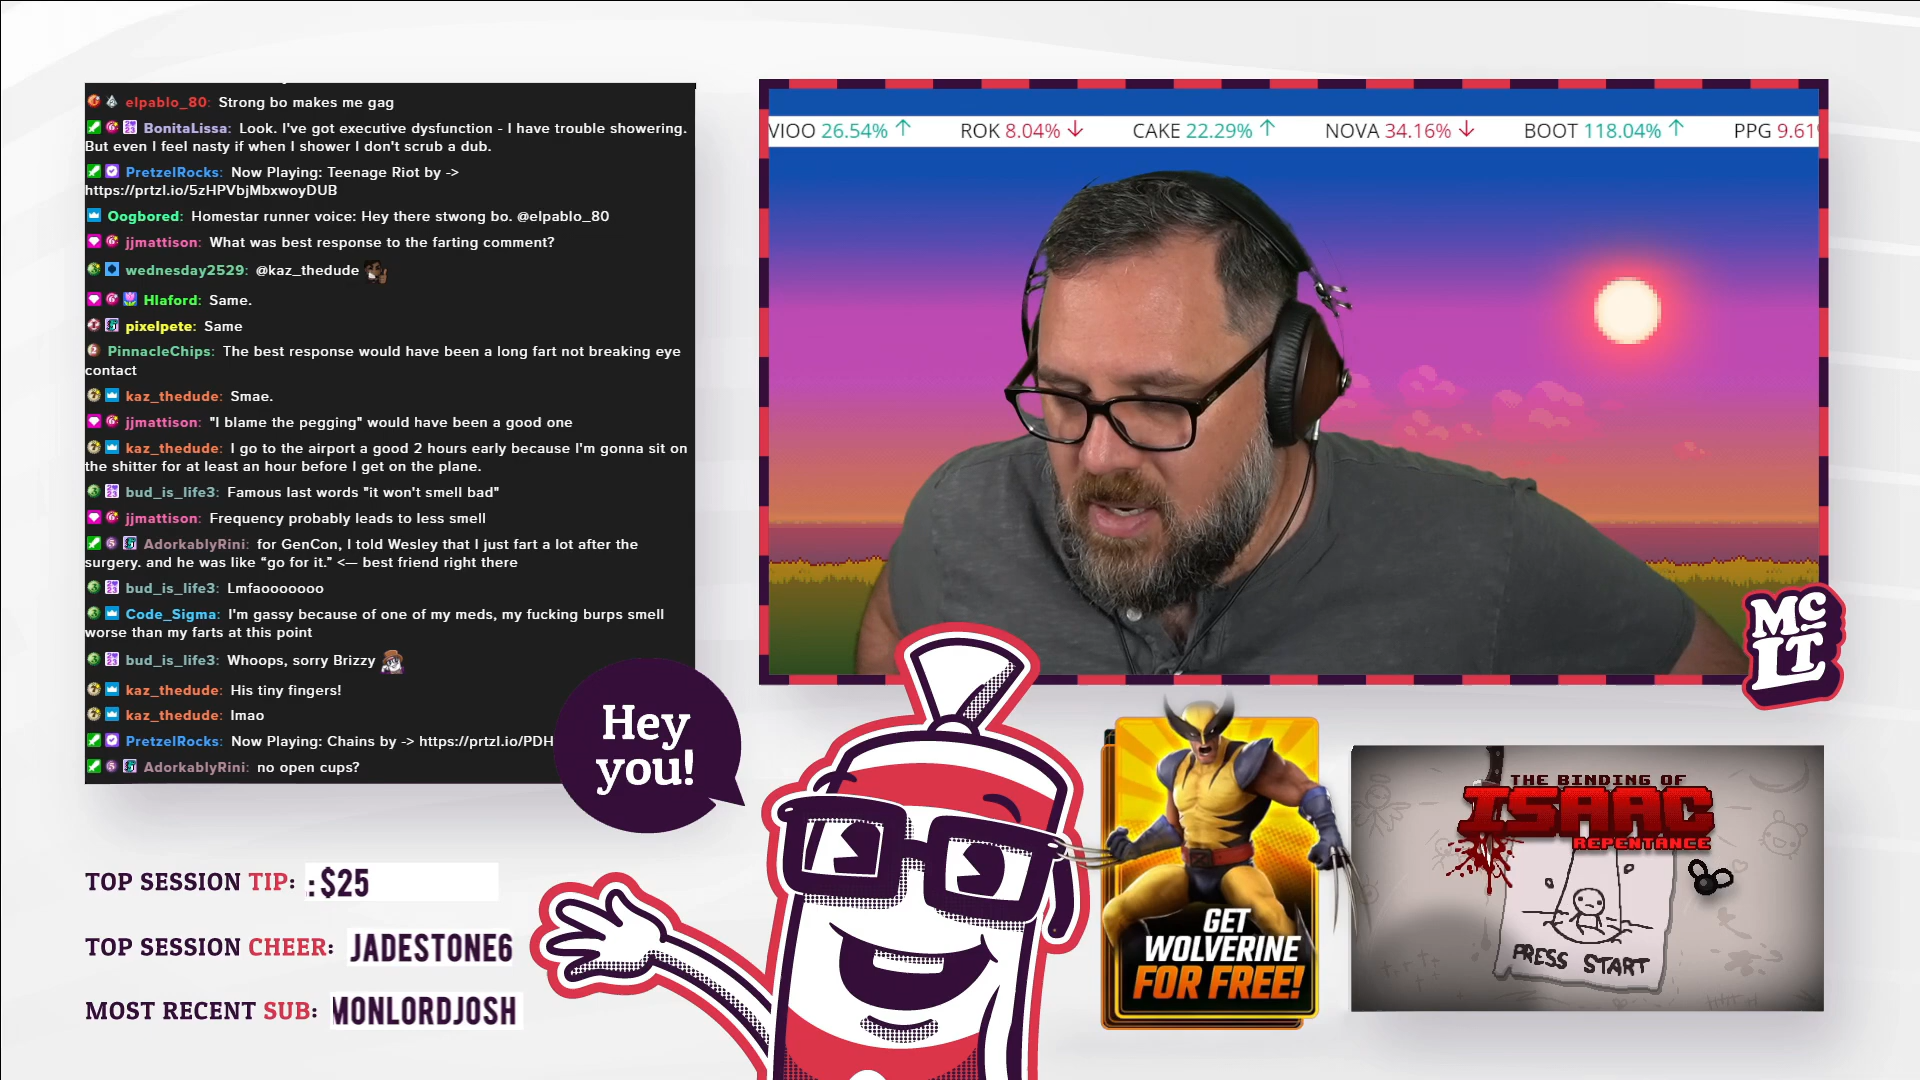 elpablo_80: Strong bo makes me gag
BonitaLissa: Look. I've got executive dysfunction - I have trouble showering.
But even I feel nasty if when I shower I don't scrub a dub.
PretzelRocks: Now Playing: Teenage Riot by ->
https://prtzl.io/5zHPVbjMbxwoyDUB
Oogbored: Homestar runner voice: Hey there stwong bo. @elpablo_80
jjmattison: What was best response to the farting comment?
wednesday2529: @kaz_thedude
Hlaford: Same.
pixelpete: Same
PinnacleChips: The best response would have been a long fart not breaking eye
contact
kaz_thedude: Smae.
jjmattison: "I blame the pegging" would have been a good one
kaz_thedude: I go to the airport a good 2 hours early because I'm gonna sit on
the shitter for at least an hour before I get on the plane.
bud_is_life3: Famous last words "it won't smell bad"
jjmattison: Frequency probably leads to less smell
AdorkablyRini: for GenCon, I told Wesley that I just fart a lot after the
surgery. and he was like “go for it.” <— best friend right there
bud_is_life3: Lmfaooooooo
Code_Sigma: I'm gassy because of one of my meds, my fucking burps smell
worse than my farts at this point
bud_is_life3: Whoops, sorry Brizzy
kaz_thedude: His tiny fingers!
kaz_thedude: lmao
PretzelRocks: Now Playing: Chains by -> https://prtzl.io/PDH
AdorkablyRini: no open cups?
VIOO 26.54% ↑ ROK 8.04% ↓ CAKE 22.29% ↑ NOVA 34.16% ↓ BOOT 118.04% ↑ PPG 9.61
McLT
Hey
you!
GET
WOLVERINE
FOR FREE!
THE BINDING OF
ISAAC
REPENTANCE
PRESS START
TOP SESSION TIP: : $25
TOP SESSION CHEER: JADESTONE6
MOST RECENT SUB: MONLORDJOSH